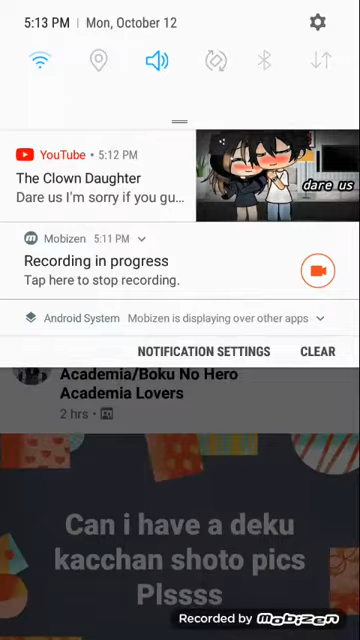 5:13 PM | Mon, October 12
YouTube • 5:12 PM
The Clown Daughter
Dare us I'm sorry if you gu...
dare us
m Mobizen 5:11 PM
Recording in progress
Tap here to stop recording.
Android System Mobizen is displaying over other apps
NOTIFICATION SETTINGS CLEAR
Academia/Boku No Hero
Academia Lovers
2 hrs •
Can i have a deku
kacchan shoto pics
Plssss
Recorded by Mobizen